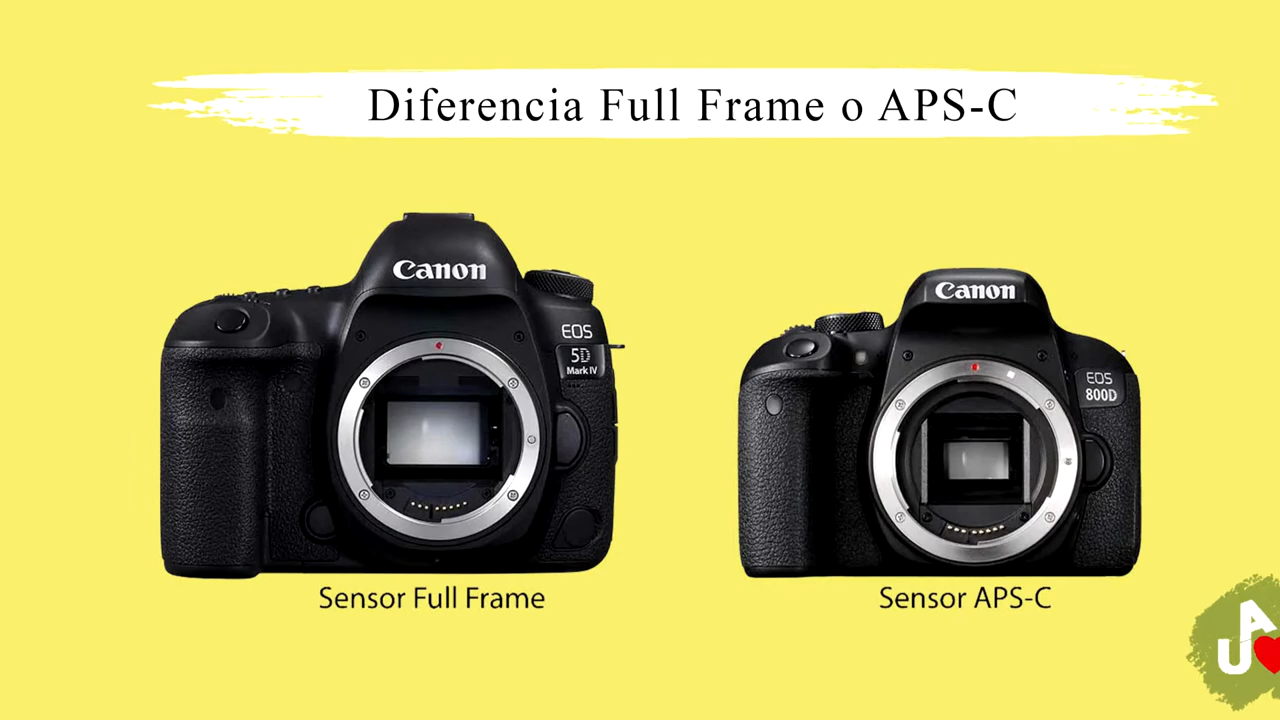 Diferencia Full Frame o APS-C
Canon
EOS
5D
Mark IV
Canon
EOS
800D
Sensor Full Frame
Sensor APS-C
A
U